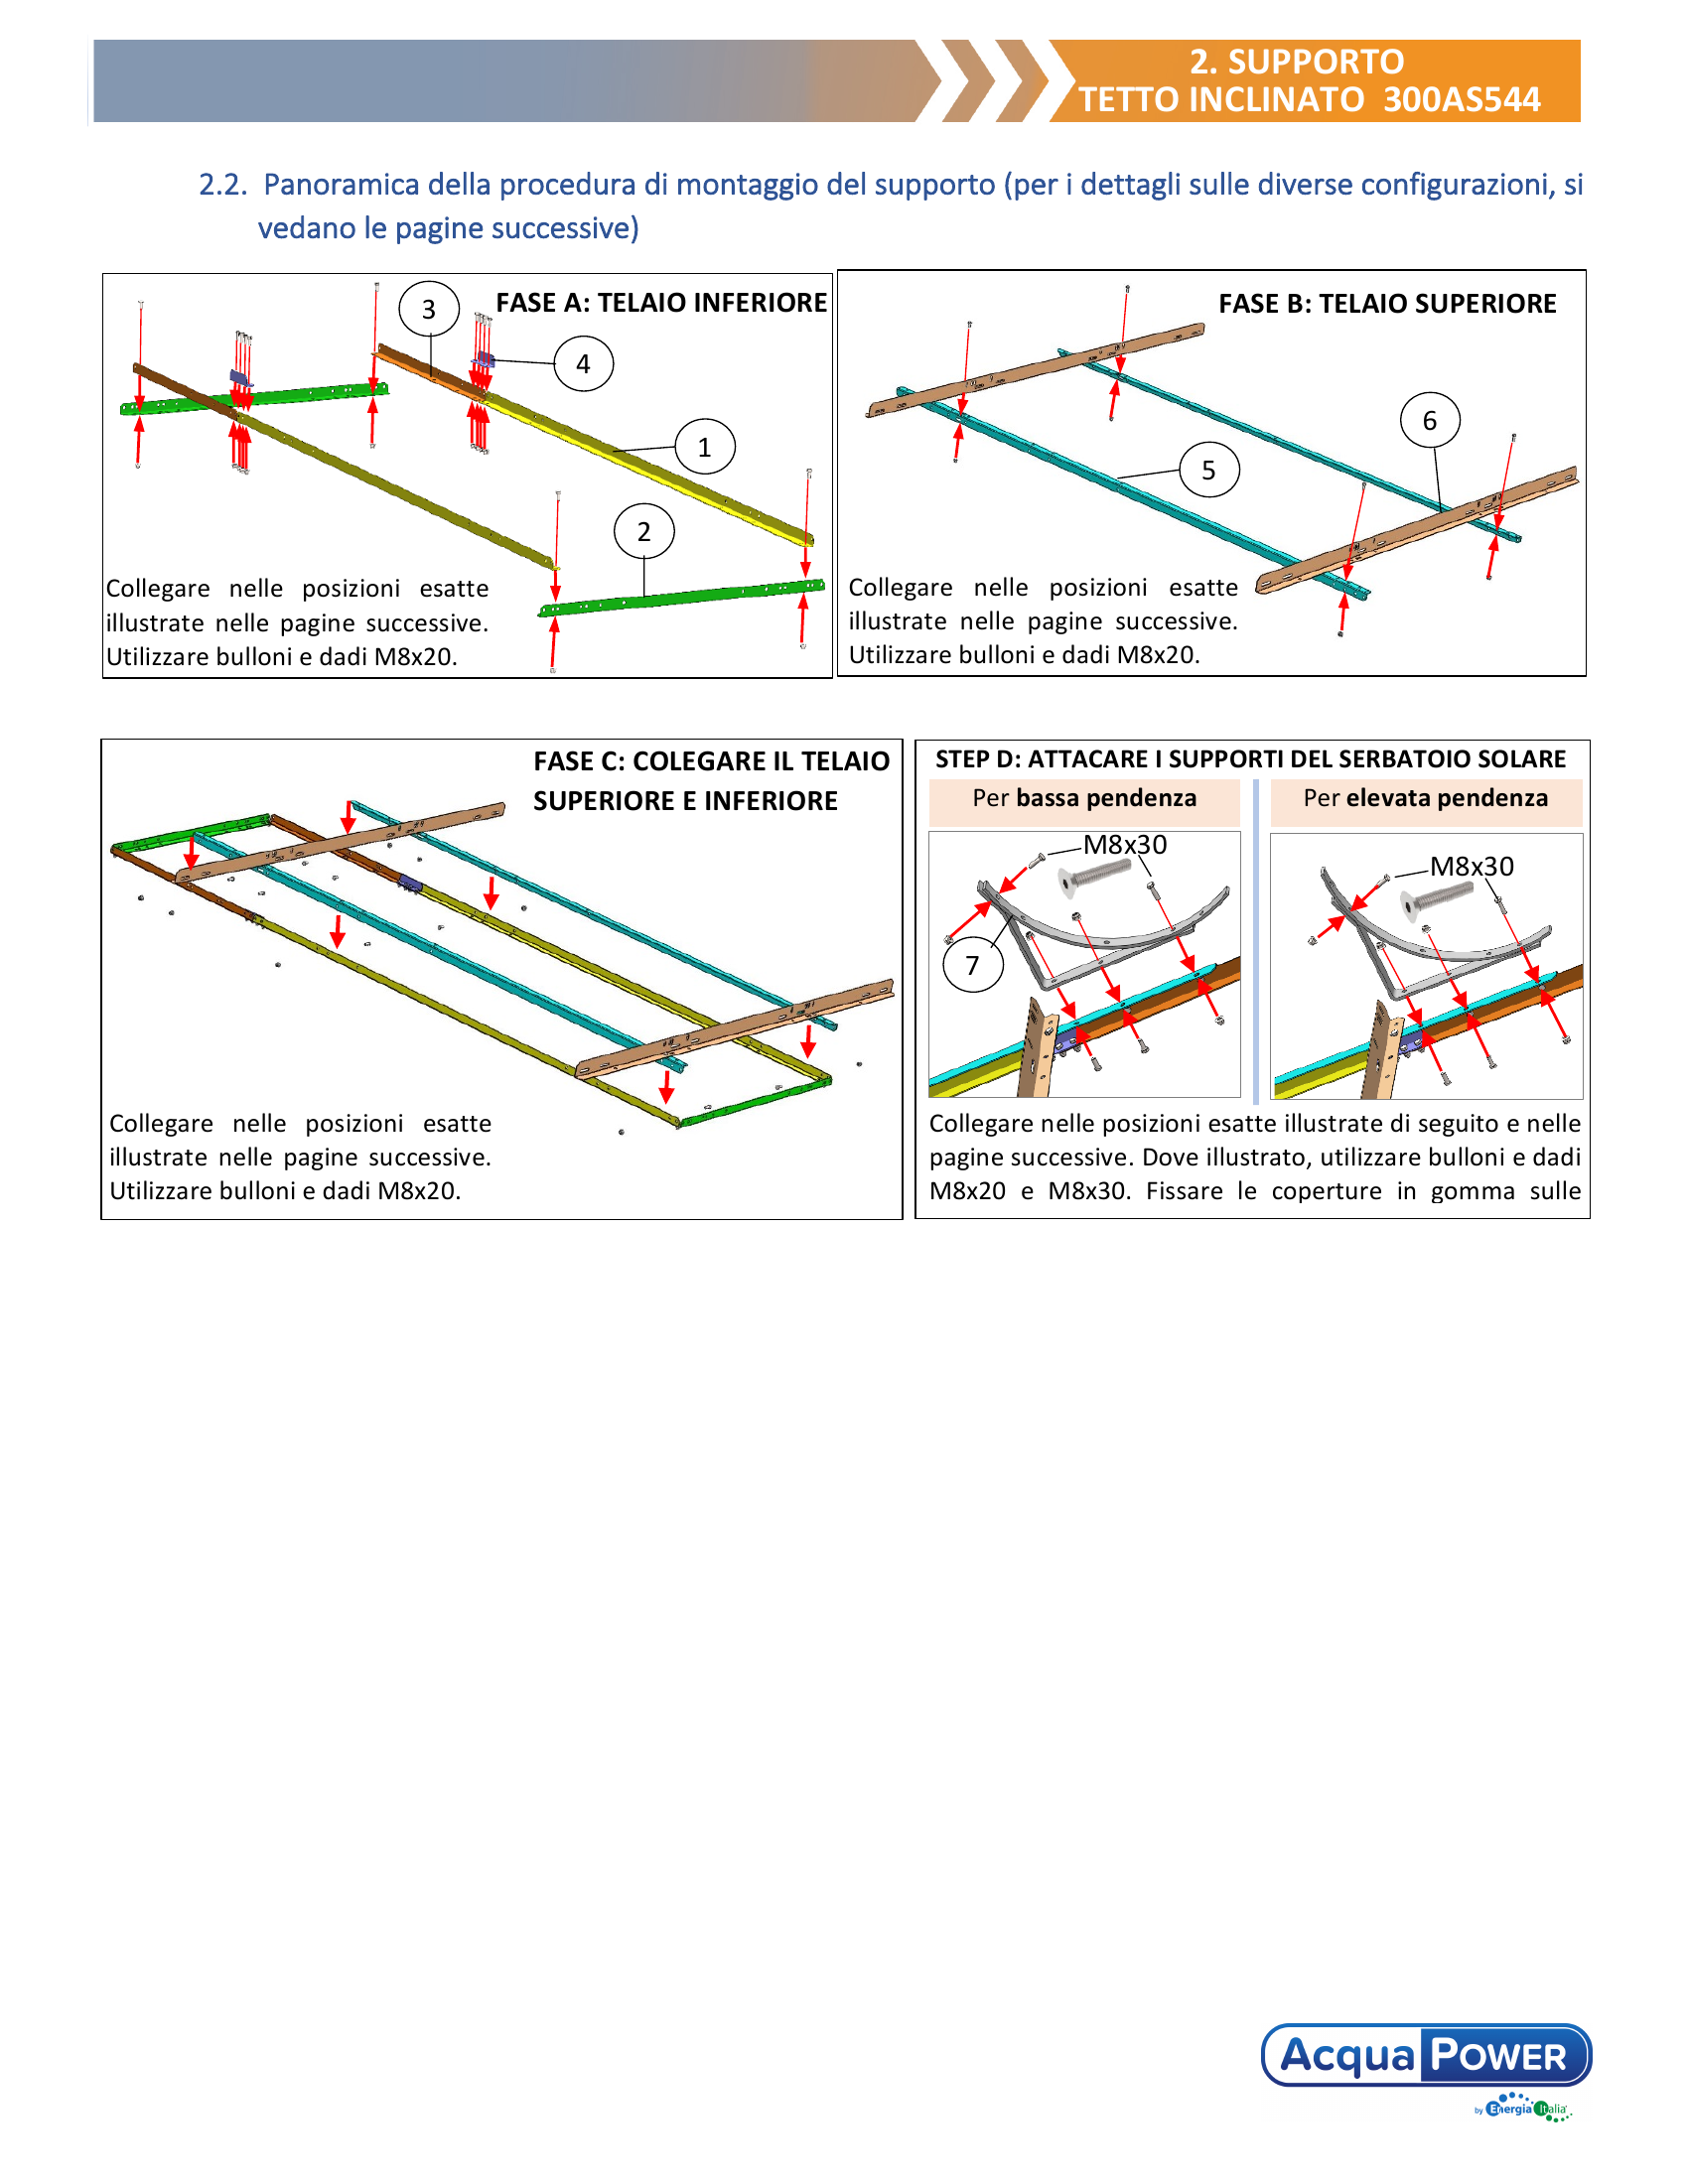 2. SUPPORTO
TETTO INCLINATO 300AS544
2.2. Panoramica della procedura di montaggio del supporto (per i dettagli sulle diverse configurazioni, si
vedano le pagine successive)
FASE A: TELAIO INFERIORE
3
4
1
2
Collegare nelle posizioni esatte
illustrate nelle pagine successive.
Utilizzare bulloni e dadi M8x20.
FASE B: TELAIO SUPERIORE
6
5
Collegare nelle posizioni esatte
illustrate nelle pagine successive.
Utilizzare bulloni e dadi M8x20.
FASE C: COLEGARE IL TELAIO
SUPERIORE E INFERIORE
Collegare nelle posizioni esatte
illustrate nelle pagine successive.
Utilizzare bulloni e dadi M8x20.
STEP D: ATTACARE I SUPPORTI DEL SERBATOIO SOLARE
Per bassa pendenza
Per elevata pendenza
M8x30
7
M8x30
Collegare nelle posizioni esatte illustrate di seguito e nelle
pagine successive. Dove illustrato, utilizzare bulloni e dadi
M8x20 e M8x30. Fissare le coperture in gomma sulle
Acqua POWER
by Energia Italia